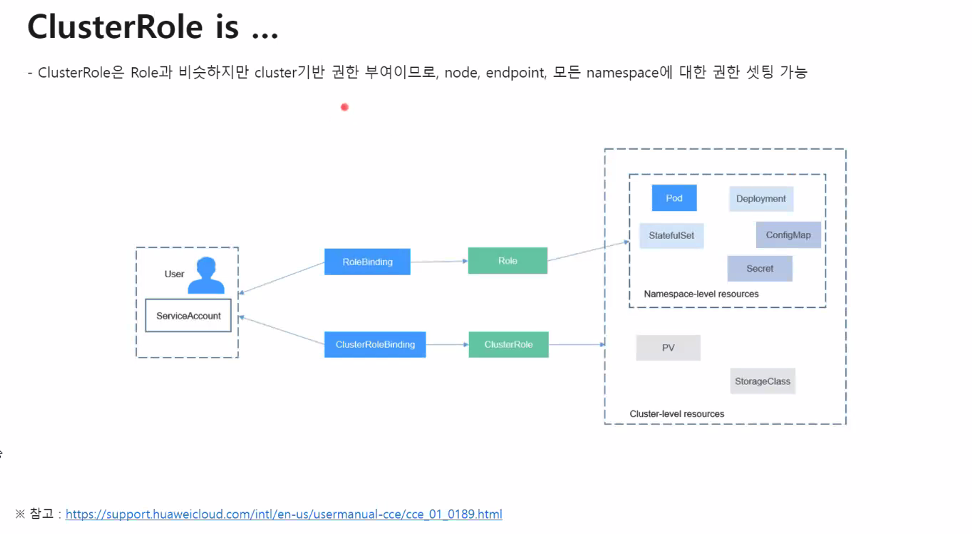 ClusterRole is ...
- ClusterRole은 Role과 비슷하지만 cluster기반 권한 부여이므로, node, endpoint, 모든 namespace에 대한 권한 셋팅 가능
Pod
Deployment
StatefulSet
ConfigMap
Secret
Namespace-level resources
User
ServiceAccount
RoleBinding
Role
ClusterRoleBinding
ClusterRole
PV
StorageClass
Cluster-level resources
※ 참고 : https://support.huaweicloud.com/intl/en-us/usermanual-cce/cce_01_0189.html